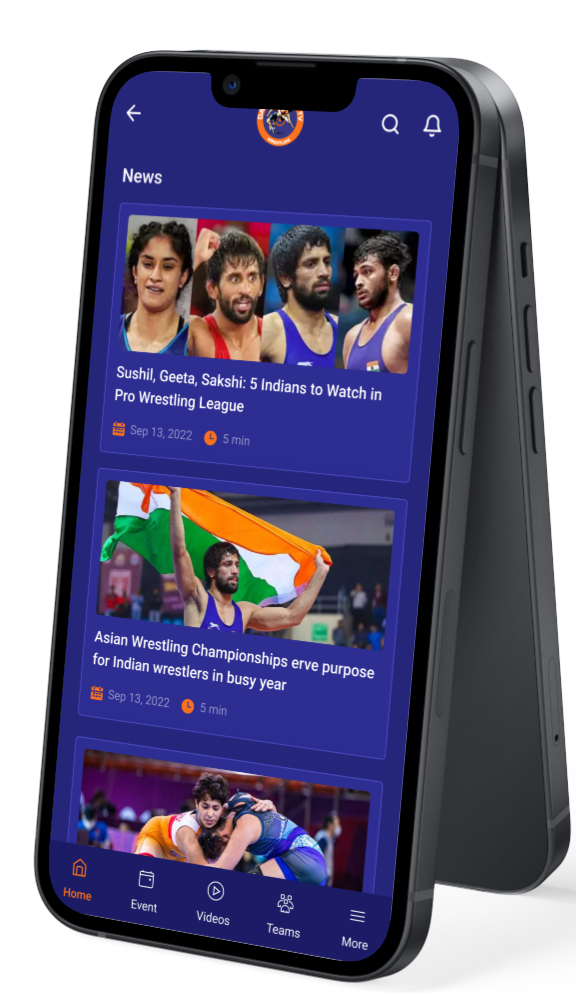 News
Sushil, Geeta, Sakshi: 5 Indians to Watch in
Pro Wrestling League
Sep 13, 2022 5 min
Asian Wrestling Championships erve purpose
for Indian wrestlers in busy year
Sep 13, 2022 5 min
Home
Event
Videos
Teams
More